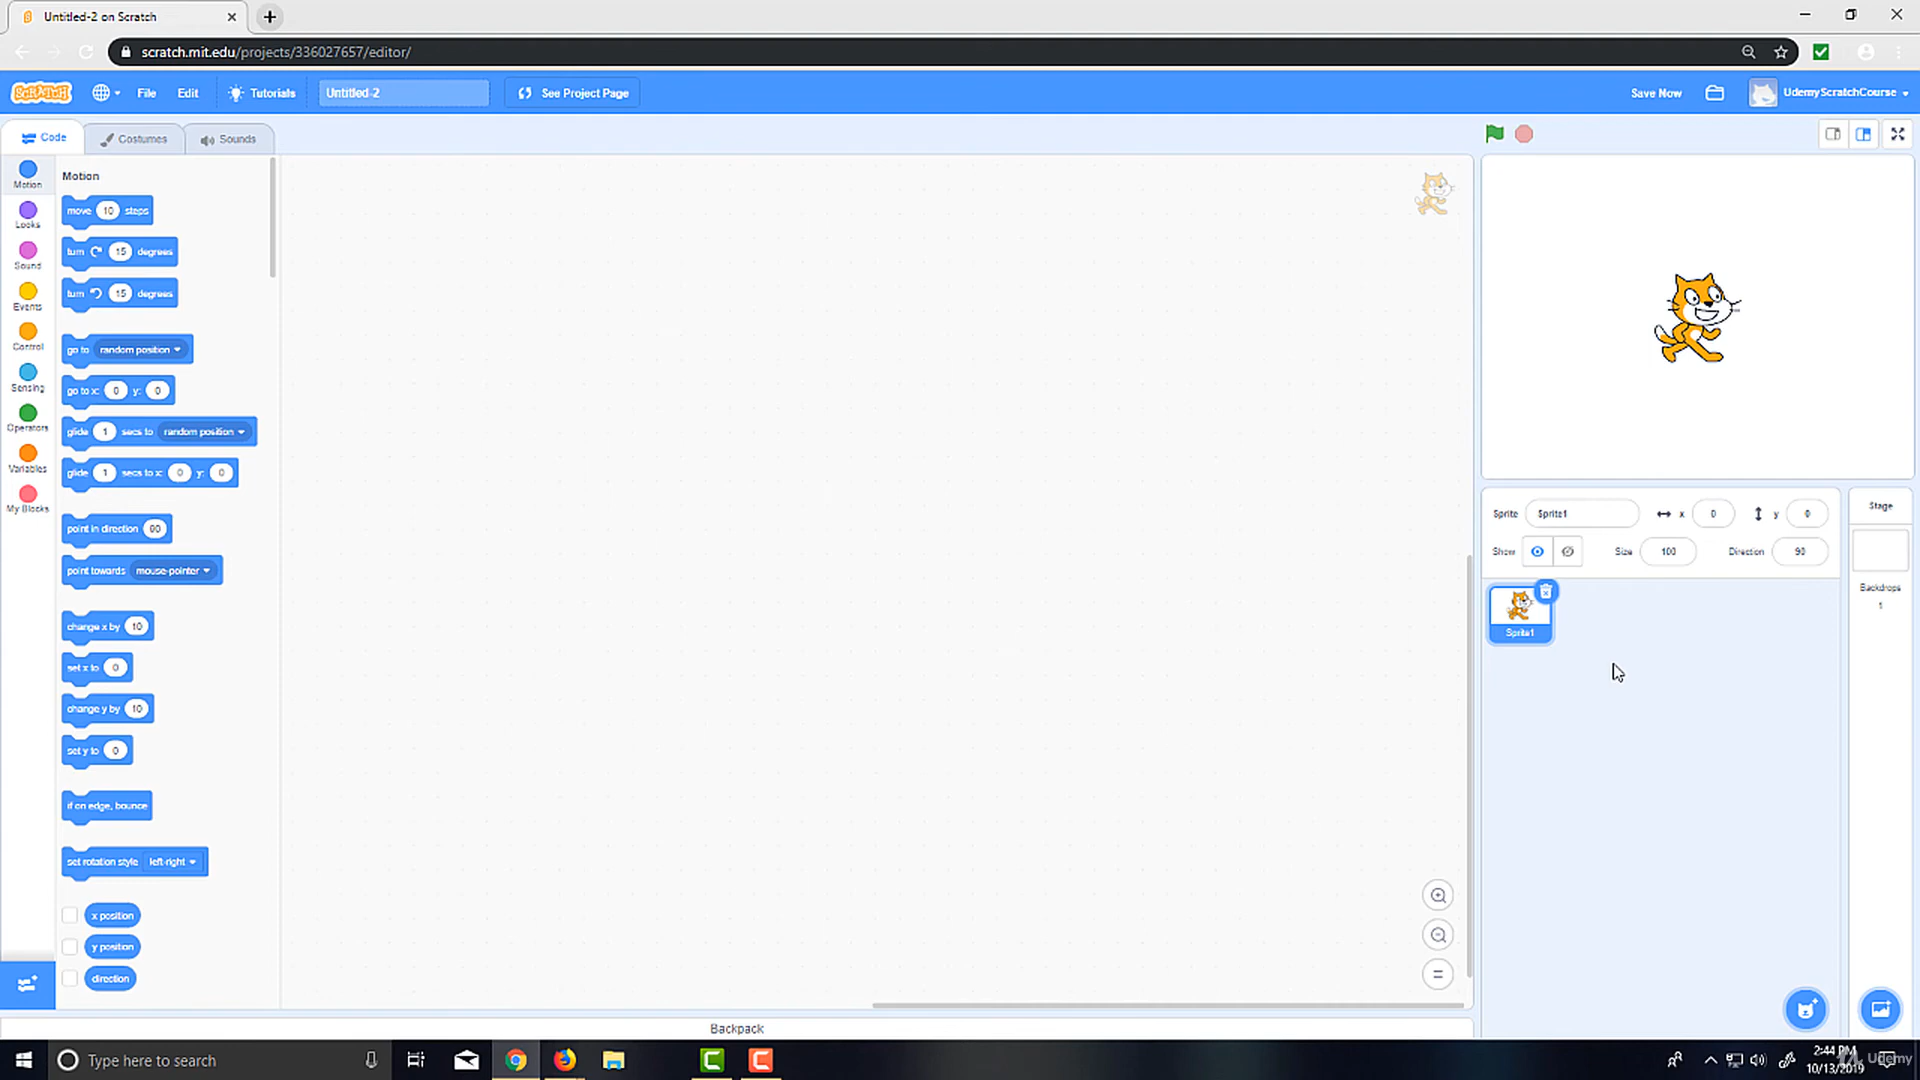 Untitled-2 on Scratch
scratch.mit.edu/projects/336027657/editor/
SCRATCH File Edit Tutorials Untitled-2 See Project Page Save Now UdemyScratchCourse
Code Costumes Sounds
Motion
Looks
Sound
Events
Control
Sensing
Operators
Variables
My Blocks
Motion
move 10 steps
turn 15 degrees
turn 15 degrees
go to random position
go to x: 0 y: 0
glide 1 secs to random position
glide 1 secs to x: 0 y: 0
point in direction 90
point towards mouse-pointer
change x by 10
set x to 0
change y by 10
set y to 0
if on edge, bounce
set rotation style left-right
x position
y position
direction
Sprite Sprite1 x 0 y 0
Show Size 100 Direction 90
Sprite1
Stage
Backdrops
1
Backpack
Type here to search
2:44 PM
10/13/2019
Udemy